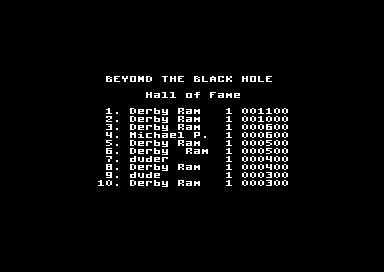 BEYOND THE BLACK HOLE
Hall of Fame
1. Derby Ram 1 001100
2. Derby Ram 1 001000
3. Derby Ram 1 000600
4. Michael P. 1 000600
5. Derby Ram 1 000500
6. Derby  Ram 1 000500
7. duder 1 000400
8. Derby Ram 1 000400
9. dude 1 000300
10. Derby Ram 1 000300